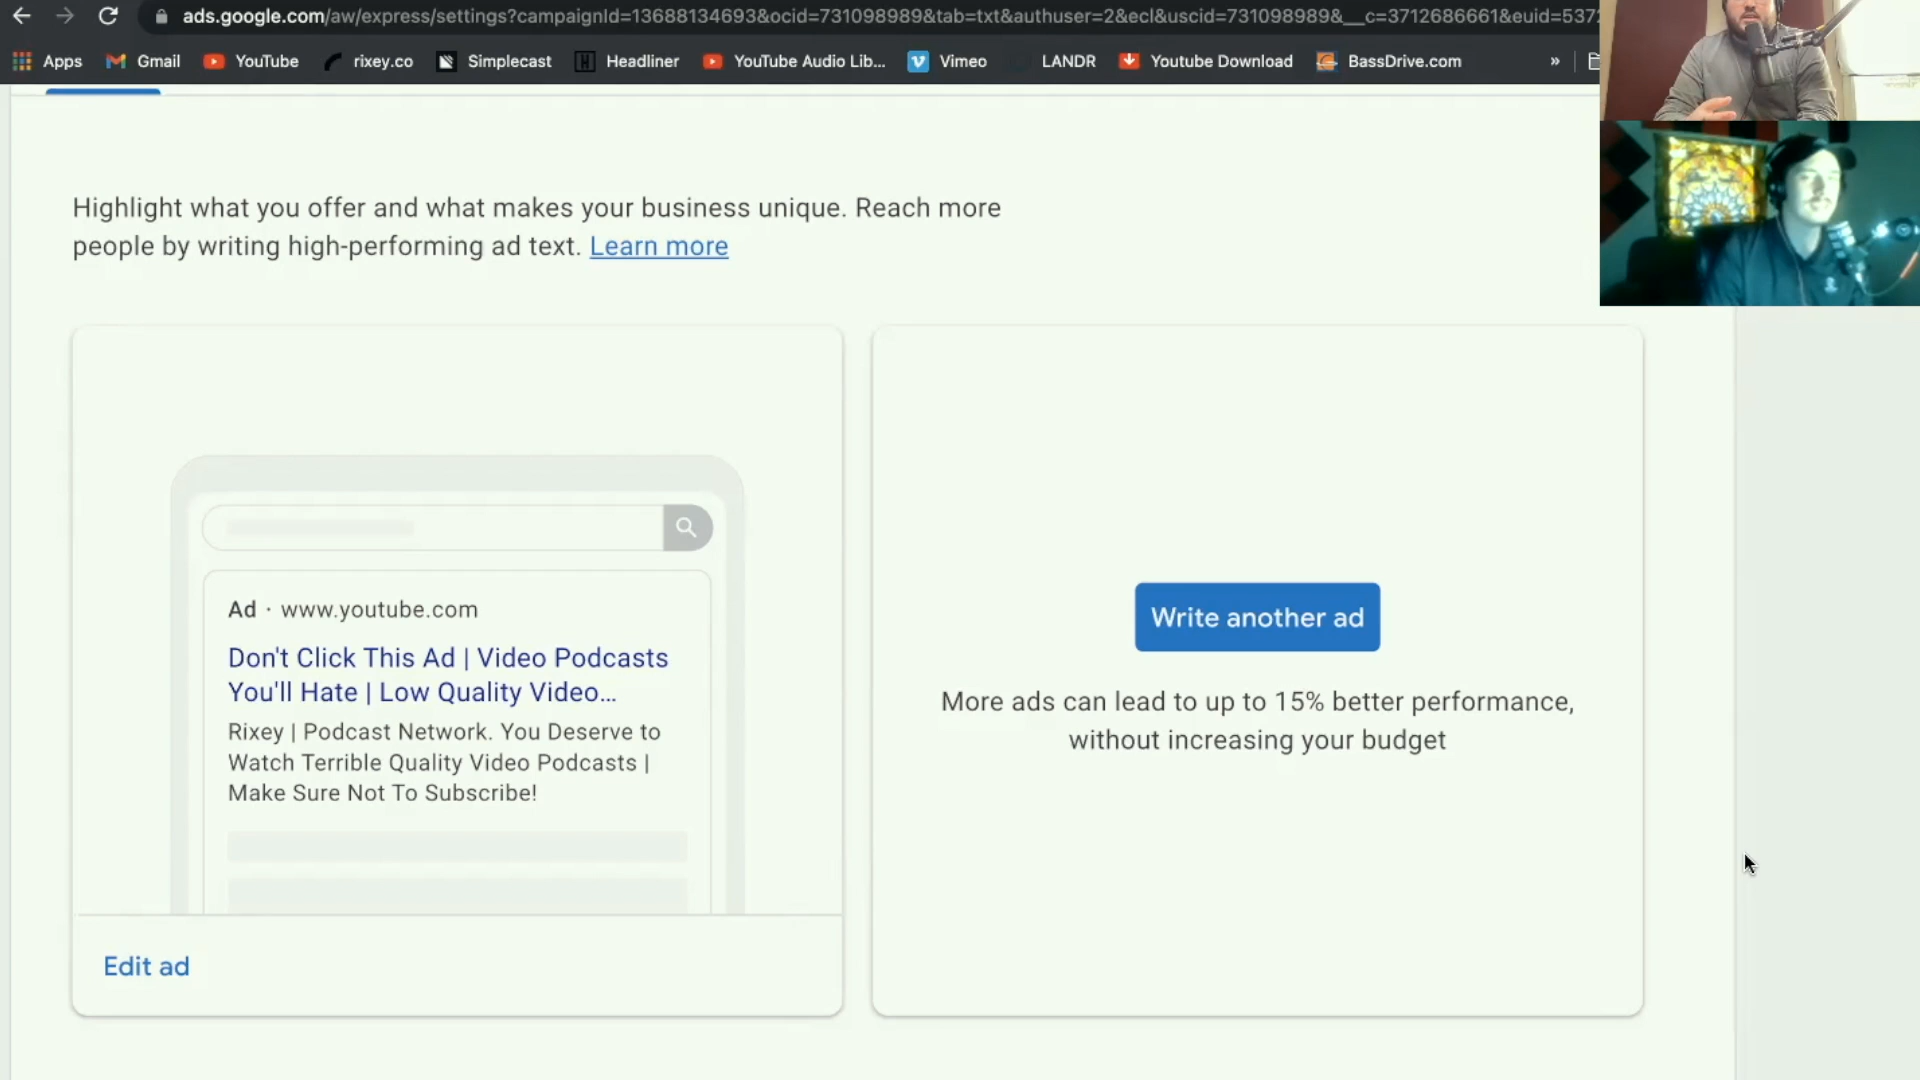 ads.google.com/aw/express/settings?campaignId=13688134693&ocid=731098989&tab=txt&authuser=2&ecl&uscid=731098989&__c=3712686661&euid=537
Apps Gmail YouTube rixey.co Simplecast Headliner YouTube Audio Lib... Vimeo LANDR Youtube Download BassDrive.com »
Highlight what you offer and what makes your business unique. Reach more
people by writing high-performing ad text. Learn more
Ad · www.youtube.com
Don't Click This Ad | Video Podcasts
You'll Hate | Low Quality Video...
Rixey | Podcast Network. You Deserve to
Watch Terrible Quality Video Podcasts |
Make Sure Not To Subscribe!
Edit ad
Write another ad
More ads can lead to up to 15% better performance,
without increasing your budget